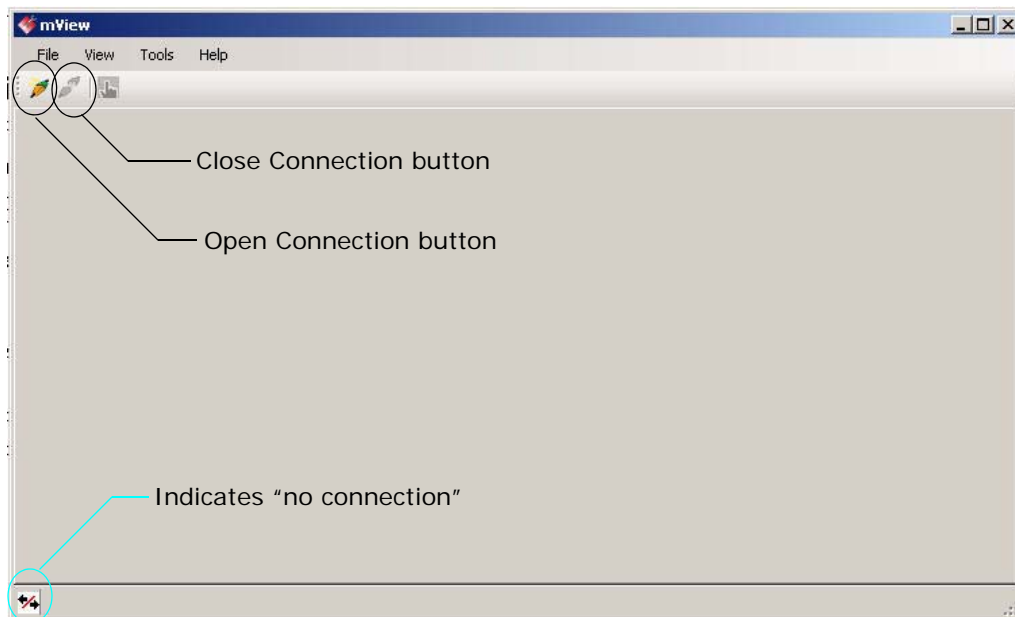 mView
File View Tools Help
Close Connection button
Open Connection button
Indicates “no connection”